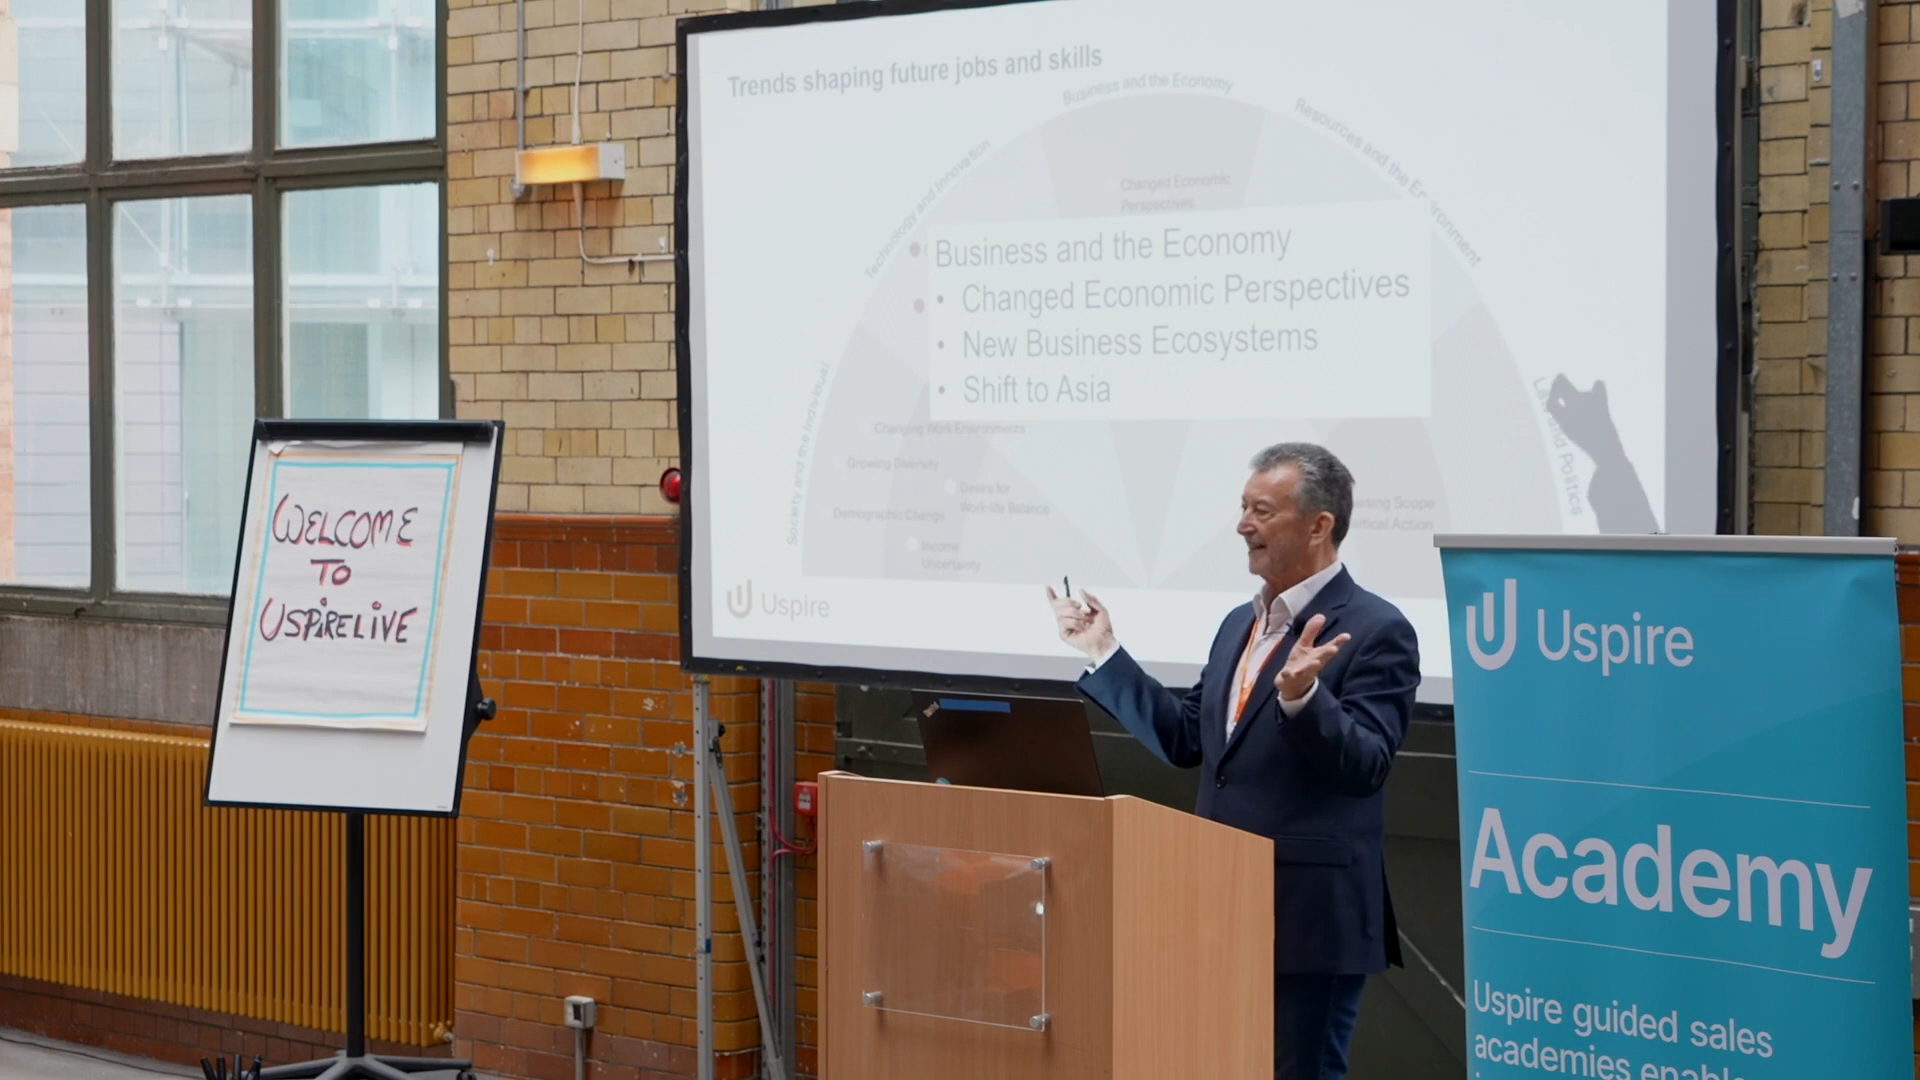 Trends shaping future jobs and skills
Business and the Economy
Resources and the Environment
Technology and Innovation
Changed Economic
Perspectives
Business and the Economy
• Changed Economic Perspectives
• New Business Ecosystems
• Shift to Asia
Society and the Individual
and Politics
Changing Work Environments
Growing Diversity
Desire for
Work-life Balance
Demographic Change
Income
Uncertainty
Scope
Action
Uspire
WELCOME
TO
USPIRELIVE
Uspire
Academy
Uspire guided sales
academies